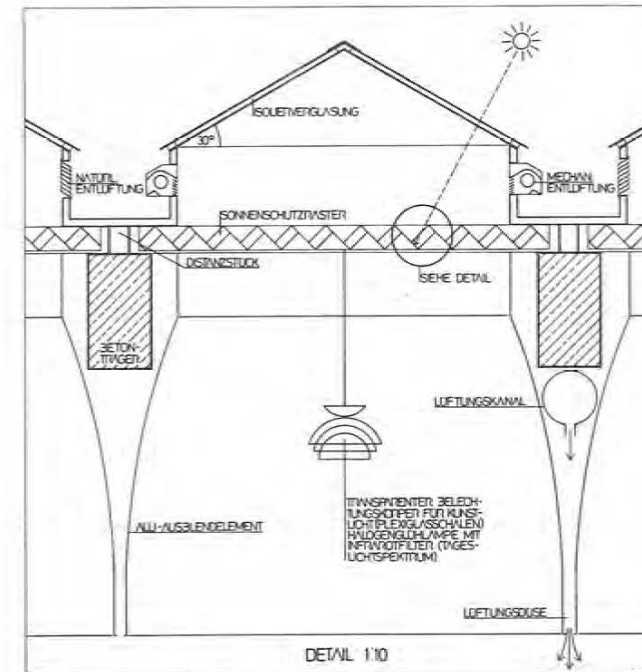 ISOLIERVERGLASUNG
30°
NATÜRL.
ENTLÜFTUNG
MECHAN.
ENTLÜFTUNG
SONNENSCHUTZRASTER
DISTANZSTÜCK
SIEHE DETAIL
BETON-
TRÄGER
LÜFTUNGSKANAL
TRANSPARENTER BELEUCH-
TUNGSKÖRPER FÜR KUNST-
LICHT(PLEXIGLASSCHALEN)
HALOGENGLÜHLAMPE MIT
INFRAROTFILTER (TAGES-
LICHTSPEKTRUM)
ALU-AUSBLENDELEMENT
LÜFTUNGSDÜSE
DETAIL 1:10